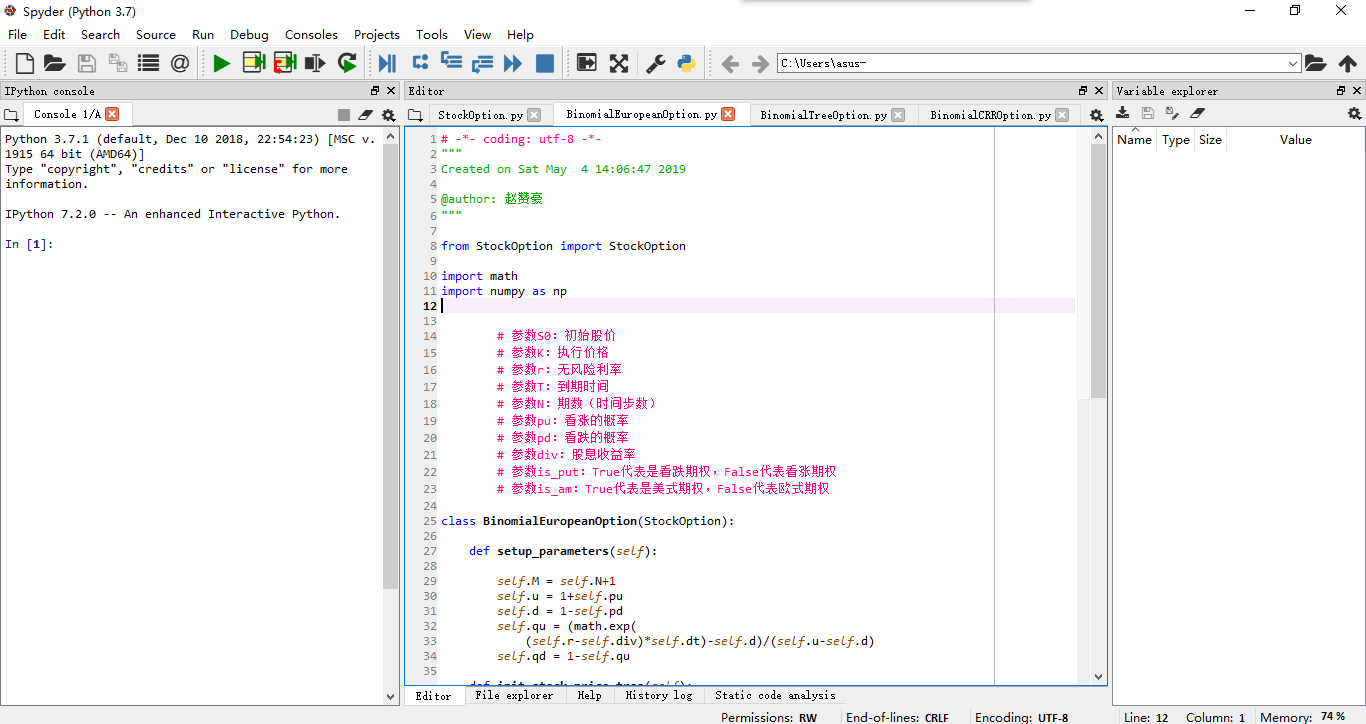 Spyder (Python 3.7)
File Edit Search Source Run Debug Consoles Projects Tools View Help
C:\Users\asus-
IPython console
Console 1/A
Python 3.7.1 (default, Dec 10 2018, 22:54:23) [MSC v.
1915 64 bit (AMD64)]
Type "copyright", "credits" or "license" for more
information.
IPython 7.2.0 -- An enhanced Interactive Python.
In [1]:
Editor
StockOption.py BinomialEuropeanOption.py BinomialTreeOption.py BinomialCRROption.py
1 # -*- coding: utf-8 -*-
2 """
3 Created on Sat May  4 14:06:47 2019
4
5 @author: 赵赞豪
6 """
7
8 from StockOption import StockOption
9
10 import math
11 import numpy as np
12
13
14 # 参数S0：初始股价
15 # 参数K：执行价格
16 # 参数r：无风险利率
17 # 参数T：到期时间
18 # 参数N：期数（时间步数）
19 # 参数pu：看涨的概率
20 # 参数pd：看跌的概率
21 # 参数div：股息收益率
22 # 参数is_put：True代表是看跌期权，False代表看涨期权
23 # 参数is_am：True代表是美式期权，False代表欧式期权
24
25 class BinomialEuropeanOption(StockOption):
26
27 def setup_parameters(self):
28
29 self.M = self.N+1
30 self.u = 1+self.pu
31 self.d = 1-self.pd
32 self.qu = (math.exp(
33 (self.r-self.div)*self.dt)-self.d)/(self.u-self.d)
34 self.qd = 1-self.qu
35
def init_stock_price_tree(self):
Editor File explorer Help History log Static code analysis
Variable explorer
Name Type Size Value
Permissions: RW End-of-lines: CRLF Encoding: UTF-8 Line: 12 Column: 1 Memory: 74 %